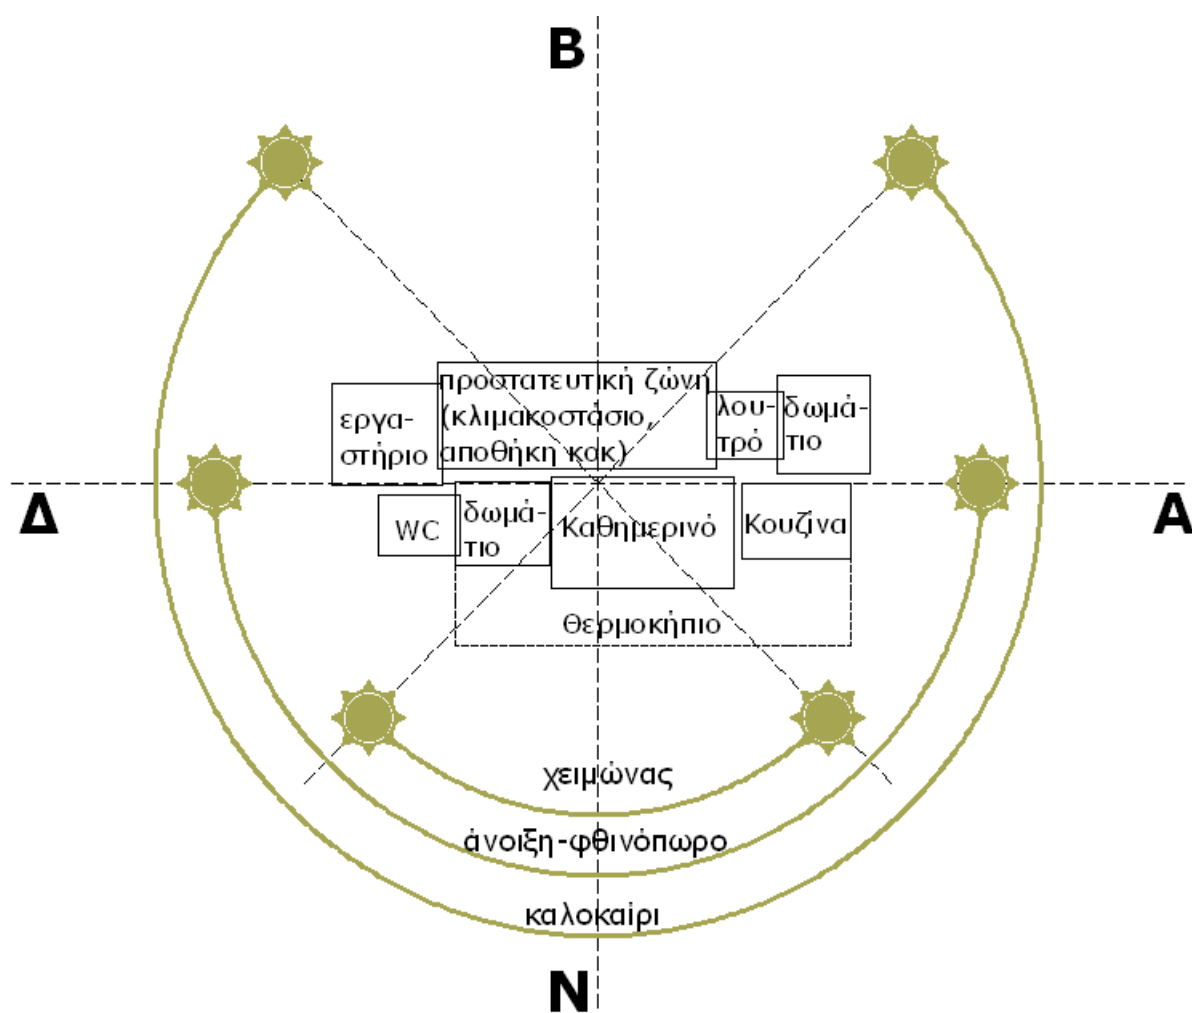 Β
προστατευτική ζώνη
(κλιμακοστάσιο,
αποθήκη κακ)
εργα-
στήριο
λου-
τρό
δωμά-
τιο
Δ
Α
WC
δωμά-
τιο
Καθημερινό
Κουζίνα
θερμοκήπιο
χειμώνας
άνοιξη-φθινόπωρο
καλοκαίρι
Ν